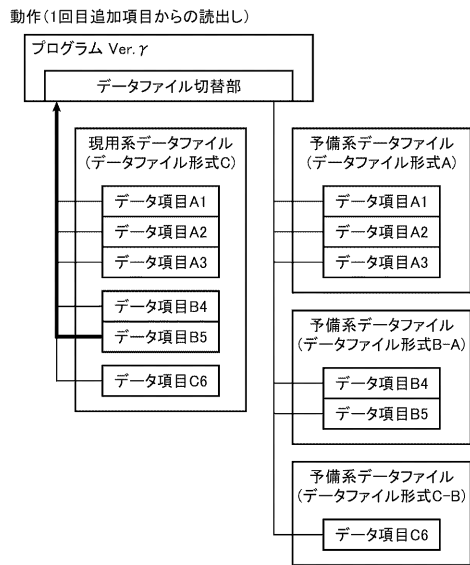 動作(1回目追加項目からの読出し)
プログラム Ver.γ
データファイル切替部
現用系データファイル
(データファイル形式C)
データ項目A1
データ項目A2
データ項目A3
データ項目B4
データ項目B5
データ項目C6
予備系データファイル
(データファイル形式A)
データ項目A1
データ項目A2
データ項目A3
予備系データファイル
(データファイル形式B-A)
データ項目B4
データ項目B5
予備系データファイル
(データファイル形式C-B)
データ項目C6